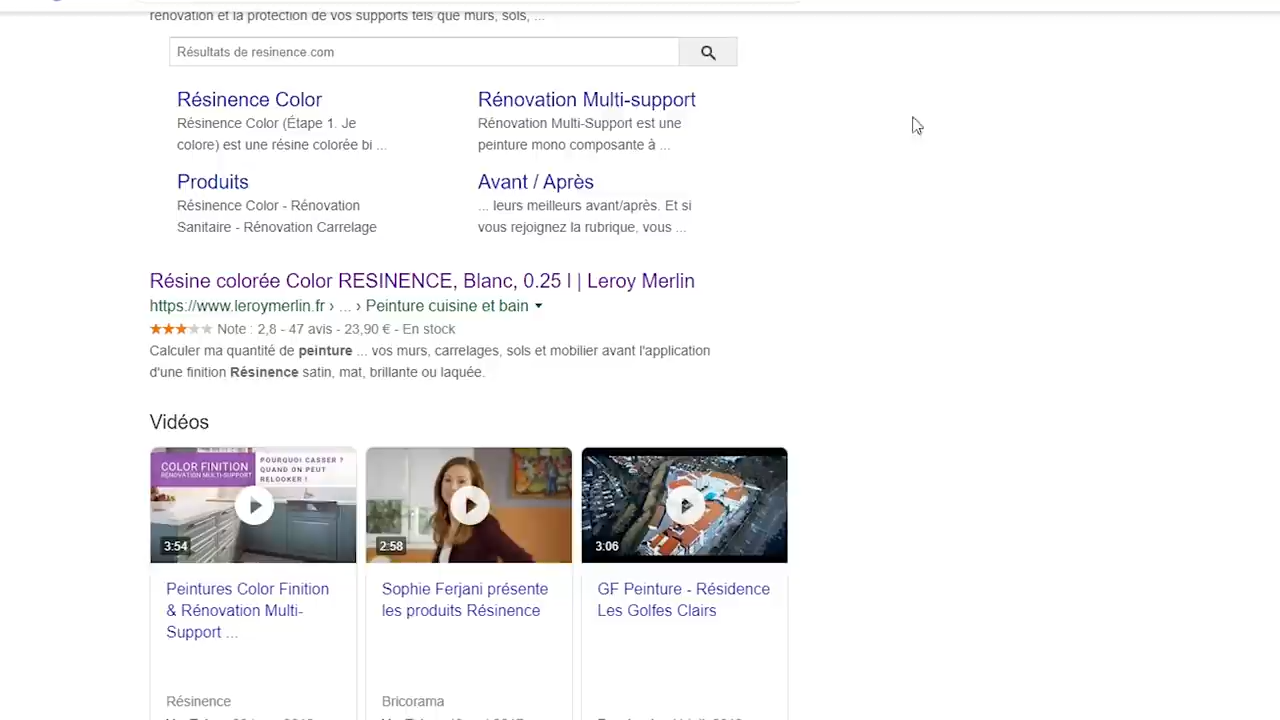 rénovation et la protection de vos supports tels que murs, sols, ...
Résultats de resinence.com
Résinence Color
Résinence Color (Étape 1. Je
colore) est une résine colorée bi ...
Rénovation Multi-support
Rénovation Multi-Support est une
peinture mono composante à ...
Produits
Résinence Color - Rénovation
Sanitaire - Rénovation Carrelage
Avant / Après
... leurs meilleurs avant/après. Et si
vous rejoignez la rubrique, vous ...
Résine colorée Color RESINENCE, Blanc, 0.25 l | Leroy Merlin
https://www.leroymerlin.fr › ... › Peinture cuisine et bain
Note : 2,8 - 47 avis - 23,90 € - En stock
Calculer ma quantité de peinture ... vos murs, carrelages, sols et mobilier avant l'application
d'une finition Résinence satin, mat, brillante ou laquée.
Vidéos
COLOR FINITION
RÉNOVATION MULTI-SUPPORT
POURQUOI CASSER ?
QUAND ON PEUT
RELOOKER !
3:54
2:58
3:06
Peintures Color Finition
& Rénovation Multi-
Support ...
Sophie Ferjani présente
les produits Résinence
GF Peinture - Résidence
Les Golfes Clairs
Résinence
Bricorama